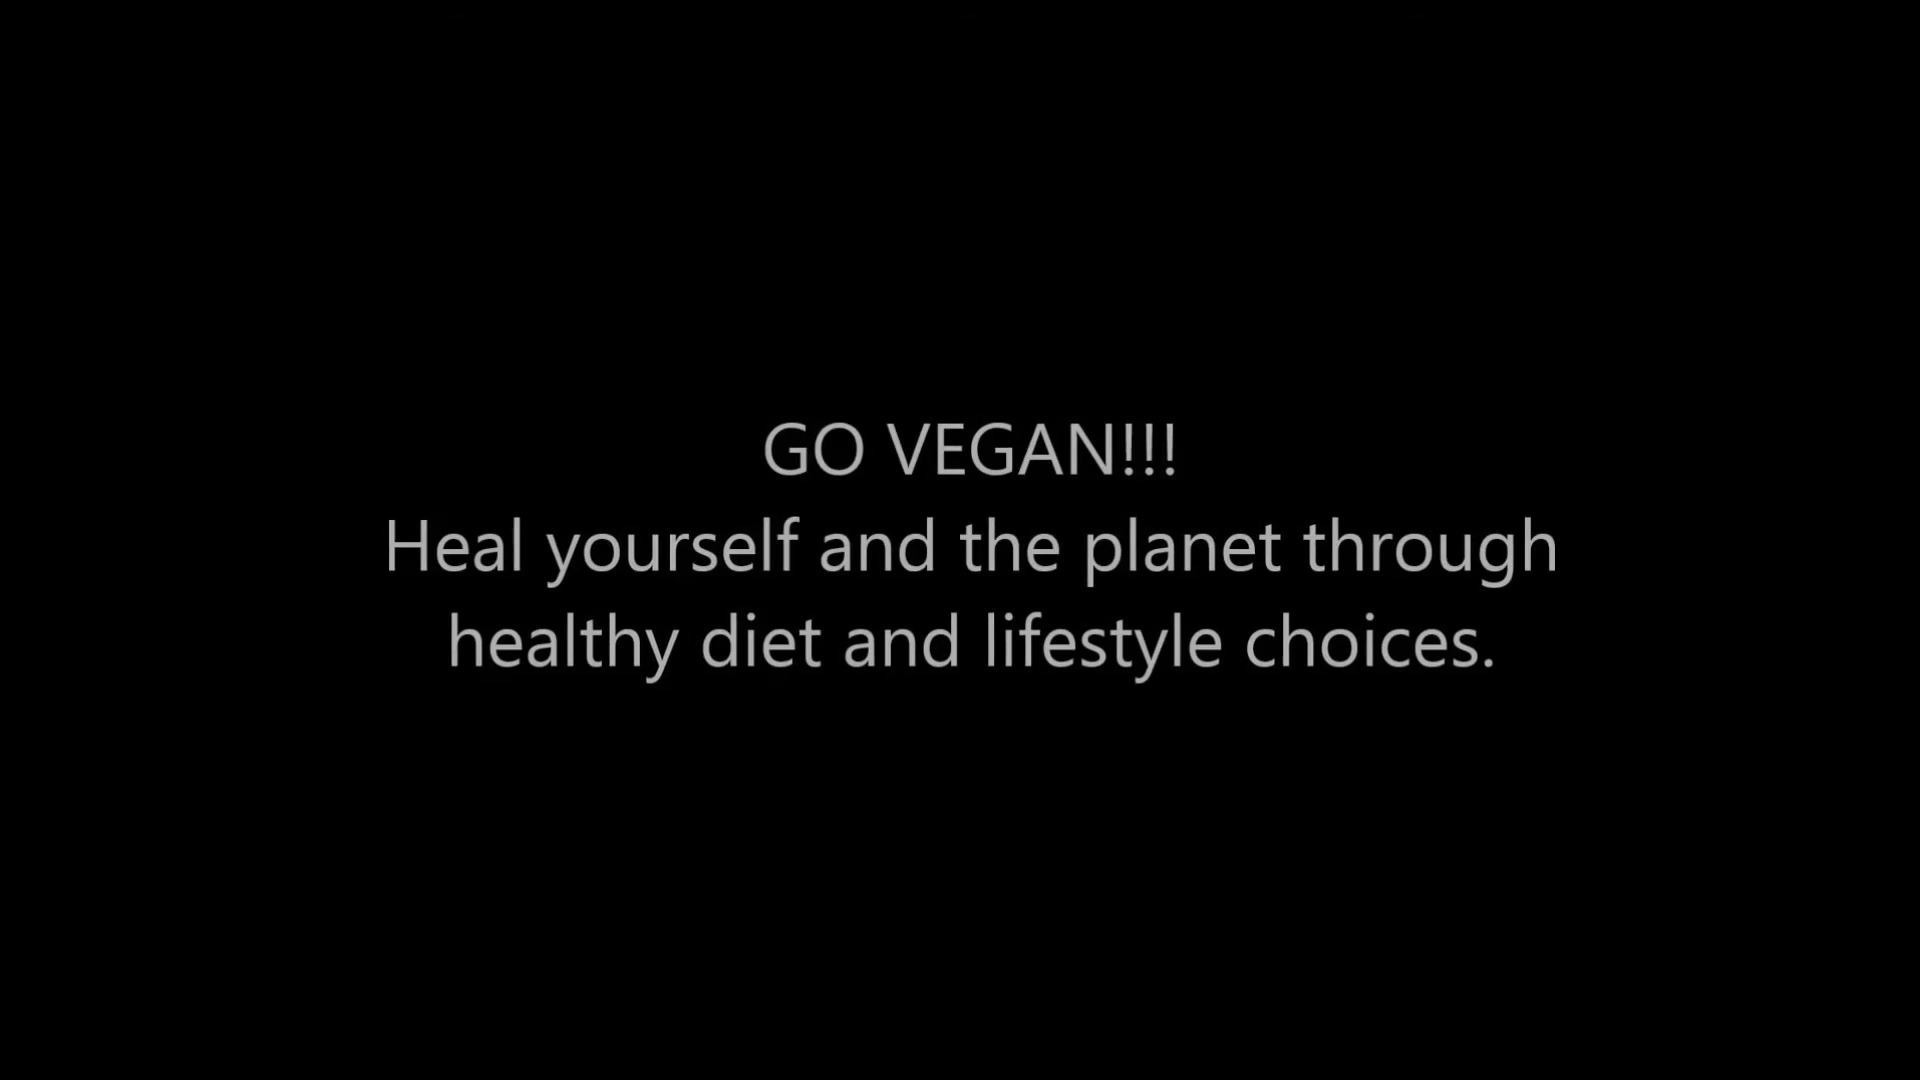 GO VEGAN!!!
Heal yourself and the planet through
healthy diet and lifestyle choices.